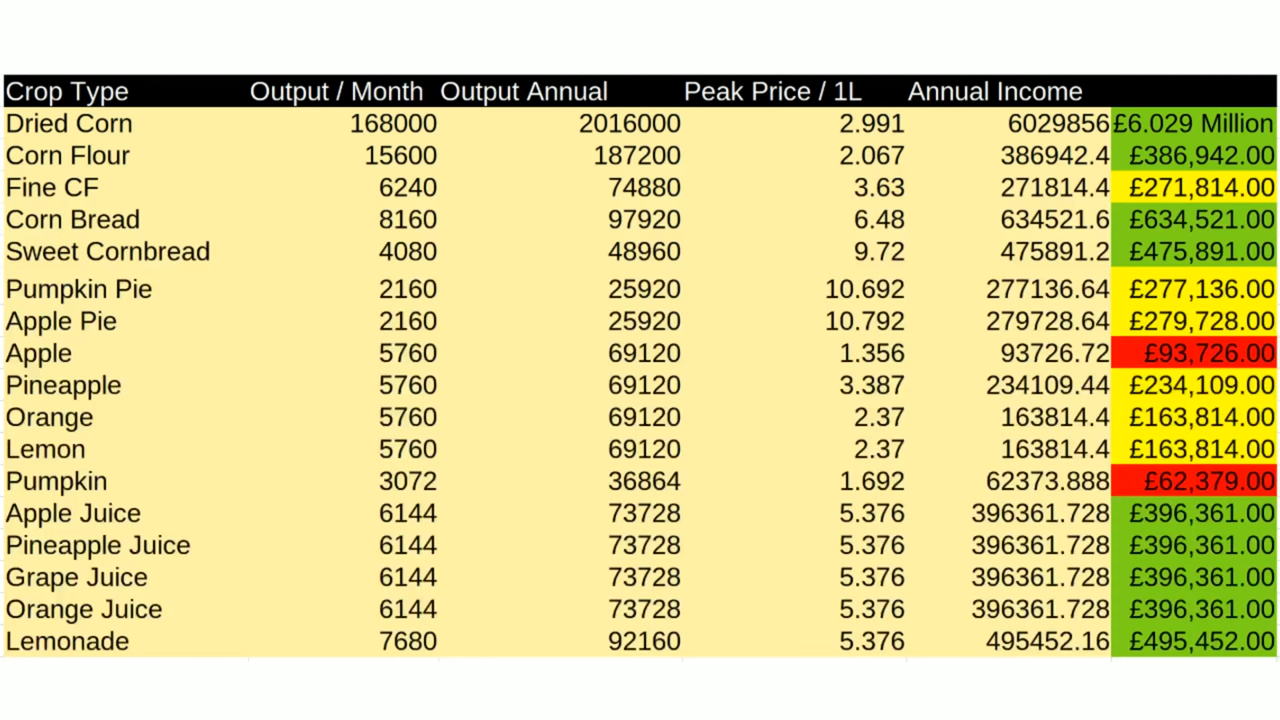 Crop Type Output / Month Output Annual Peak Price / 1L Annual Income
Dried Corn 168000 2016000 2.991 6029856 £6.029 Million
Corn Flour 15600 187200 2.067 386942.4 £386,942.00
Fine CF 6240 74880 3.63 271814.4 £271,814.00
Corn Bread 8160 97920 6.48 634521.6 £634,521.00
Sweet Cornbread 4080 48960 9.72 475891.2 £475,891.00
Pumpkin Pie 2160 25920 10.692 277136.64 £277,136.00
Apple Pie 2160 25920 10.792 279728.64 £279,728.00
Apple 5760 69120 1.356 93726.72 £93,726.00
Pineapple 5760 69120 3.387 234109.44 £234,109.00
Orange 5760 69120 2.37 163814.4 £163,814.00
Lemon 5760 69120 2.37 163814.4 £163,814.00
Pumpkin 3072 36864 1.692 62373.888 £62,379.00
Apple Juice 6144 73728 5.376 396361.728 £396,361.00
Pineapple Juice 6144 73728 5.376 396361.728 £396,361.00
Grape Juice 6144 73728 5.376 396361.728 £396,361.00
Orange Juice 6144 73728 5.376 396361.728 £396,361.00
Lemonade 7680 92160 5.376 495452.16 £495,452.00